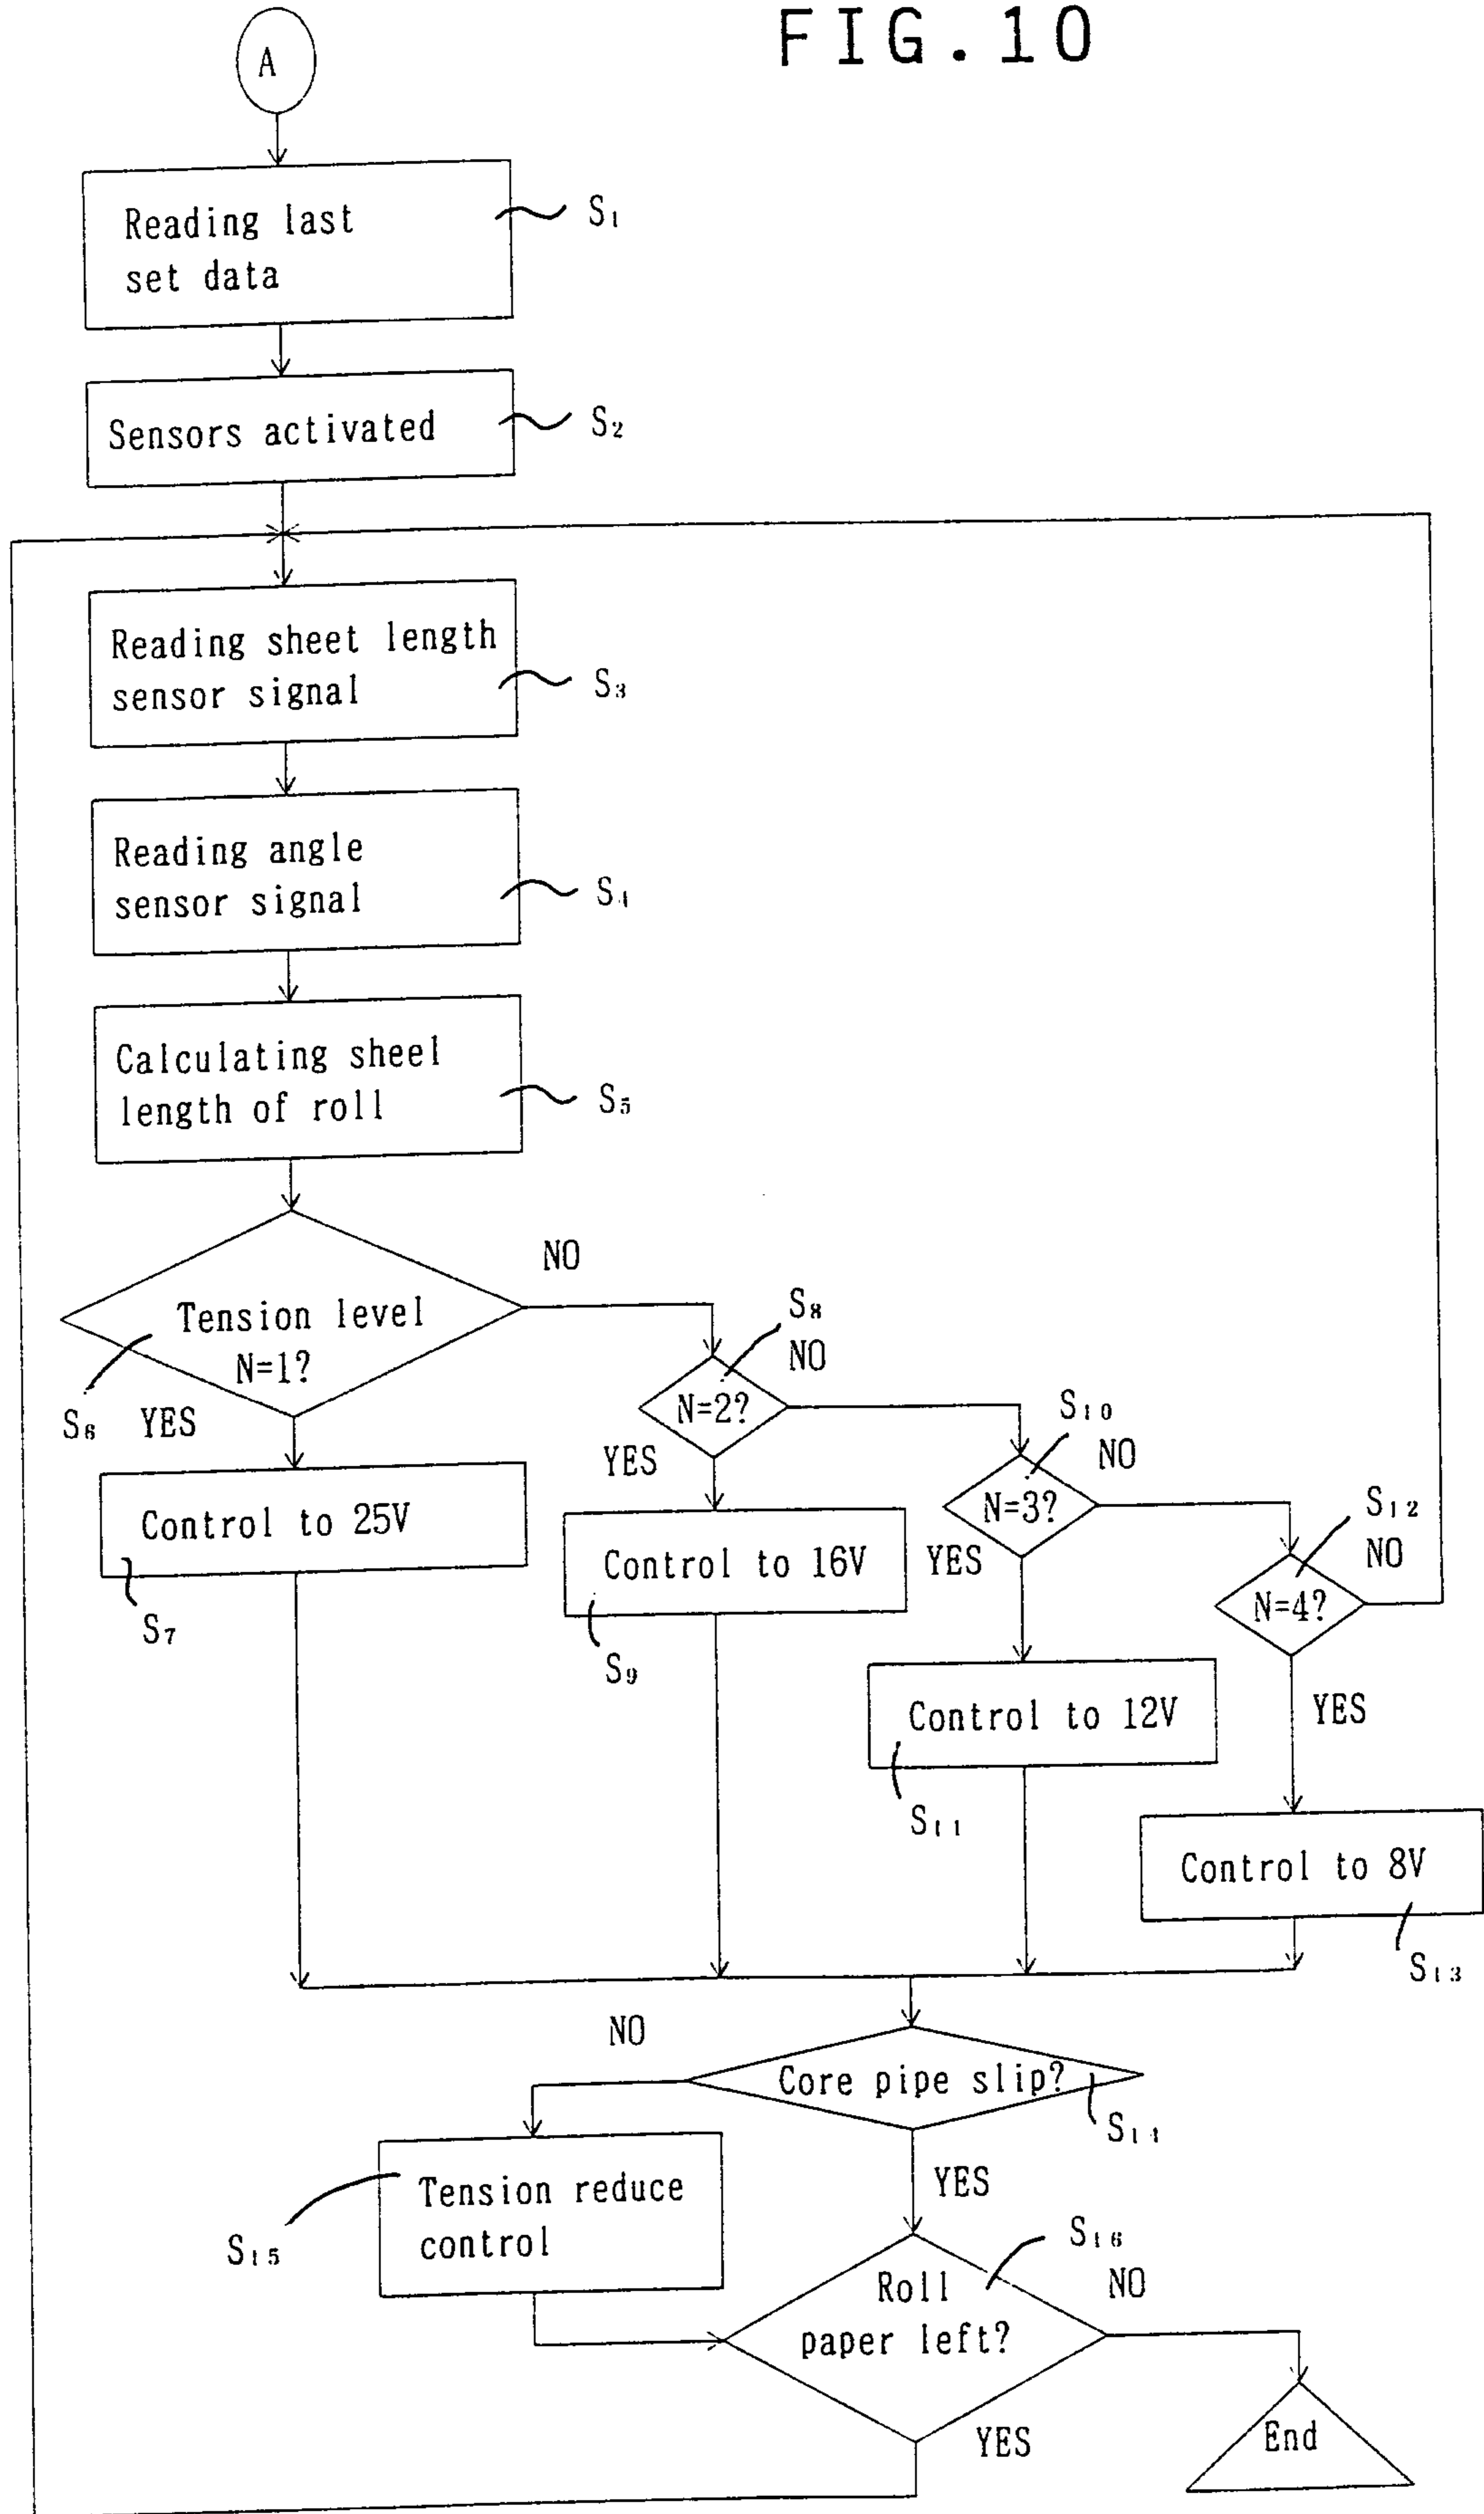 FIG.10
A
Reading last
set data
S1
Sensors activated
S2
Reading sheet length
sensor signal
S3
Reading angle
sensor signal
S4
Calculating sheel
length of roll
S5
Tension level
N=1?
NO
S6
YES
Control to 25V
S7
S8
NO
N=2?
YES
Control to 16V
S9
S10
NO
N=3?
YES
Control to 12V
S11
S12
NO
N=4?
YES
Control to 8V
S13
NO
Core pipe slip?
S14
YES
Tension reduce
control
S15
S16
Roll
paper left?
NO
YES
End